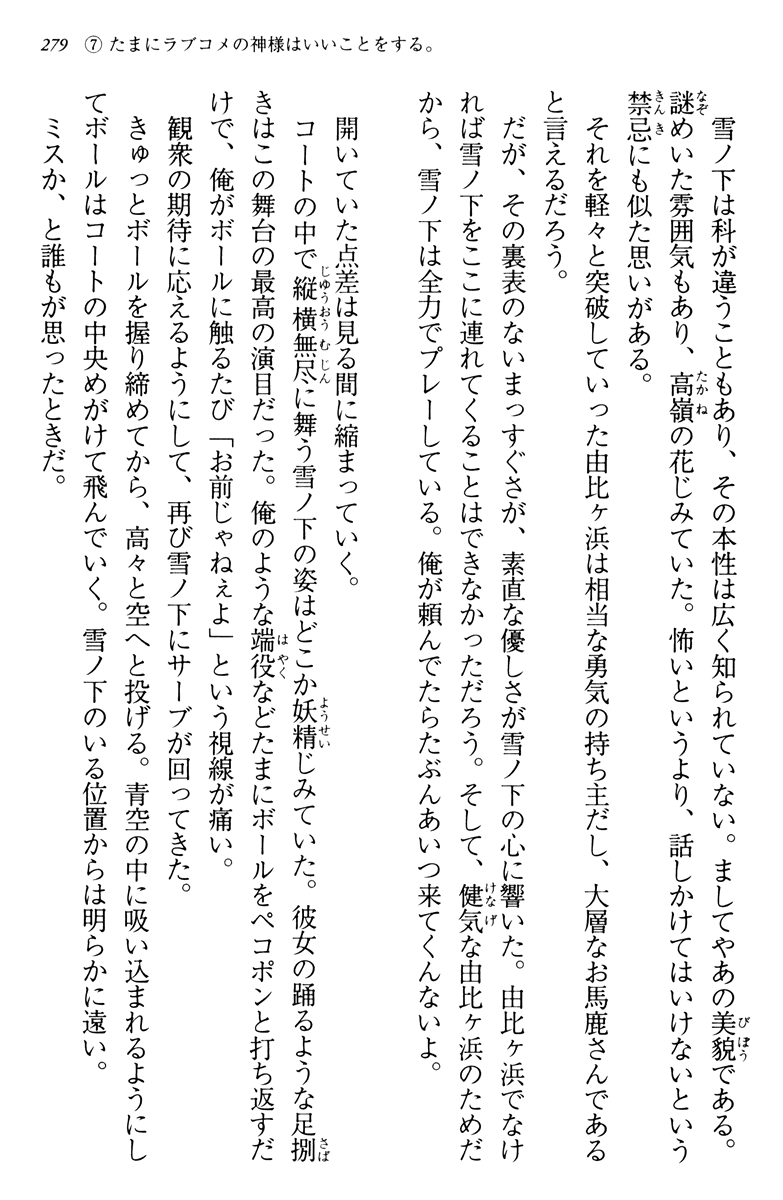 279 ⑦ たまにラブコメの神様はいいことをする。
雪ノ下は科が違うこともあり、その本性は広く知られていない。ましてやあの美貌である。
謎めいた雰囲気もあり、高嶺の花じみていた。怖いというより、話しかけてはいけないという
禁忌にも似た思いがある。
それを軽々と突破していった由比ヶ浜は相当な勇気の持ち主だし、大層なお馬鹿さんである
と言えるだろう。
だが、その裏表のないまっすぐさが、素直な優しさが雪ノ下の心に響いた。由比ヶ浜でなけ
れば雪ノ下をここに連れてくることはできなかっただろう。そして、健気な由比ヶ浜のためだ
から、雪ノ下は全力でプレーしている。俺が頼んでたらたぶんあいつ来てくんないよ。
開いていた点差は見る間に縮まっていく。
コートの中で縦横無尽に舞う雪ノ下の姿はどこか妖精じみていた。彼女の踊るような足捌
きはこの舞台の最高の演目だった。俺のような端役などたまにボールをペコポンと打ち返すだ
けで、俺がボールに触るたび「お前じゃねぇよ」という視線が痛い。
観衆の期待に応えるようにして、再び雪ノ下にサーブが回ってきた。
きゅっとボールを握り締めてから、高々と空へと投げる。青空の中に吸い込まれるようにし
てボールはコートの中央めがけて飛んでいく。雪ノ下のいる位置からは明らかに遠い。
ミスか、と誰もが思ったときだ。